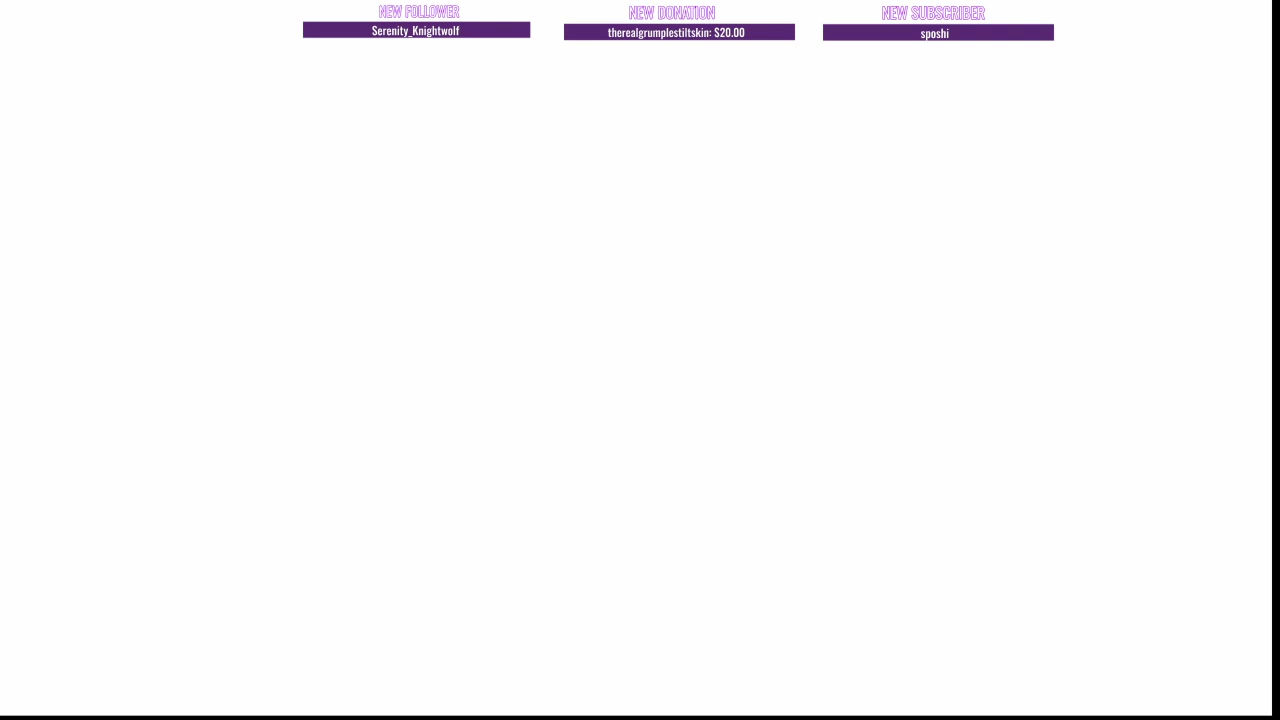 NEW FOLLOWER
Serenity_Knightwolf
NEW DONATION
therealgrumplestiltskin: $20.00
NEW SUBSCRIBER
sposhi